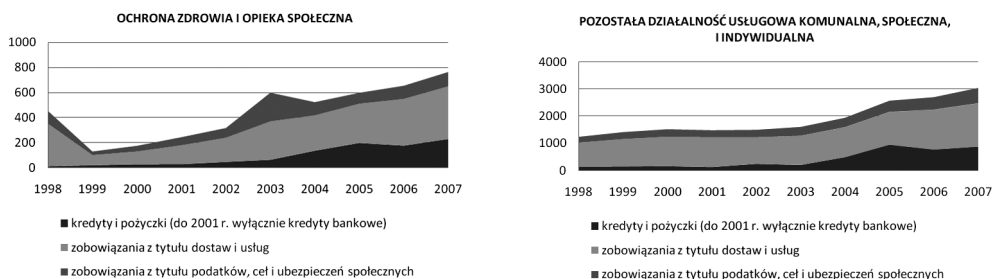 OCHRONA ZDROWIA I OPIEKA SPOŁECZNA
1000
800
600
400
200
0
1998 1999 2000 2001 2002 2003 2004 2005 2006 2007
kredyty i pożyczki (do 2001 r. wyłącznie kredyty bankowe)
zobowiązania z tytułu dostaw i usług
zobowiązania z tytułu podatków, ceł i ubezpieczeń społecznych
POZOSTAŁA DZIAŁALNOŚĆ USŁUGOWA KOMUNALNA, SPOŁECZNA,
I INDYWIDUALNA
4000
3000
2000
1000
0
1998 1999 2000 2001 2002 2003 2004 2005 2006 2007
kredyty i pożyczki (do 2001 r. wyłącznie kredyty bankowe)
zobowiązania z tytułu dostaw i usług
zobowiązania z tytułu podatków, ceł i ubezpieczeń społecznych